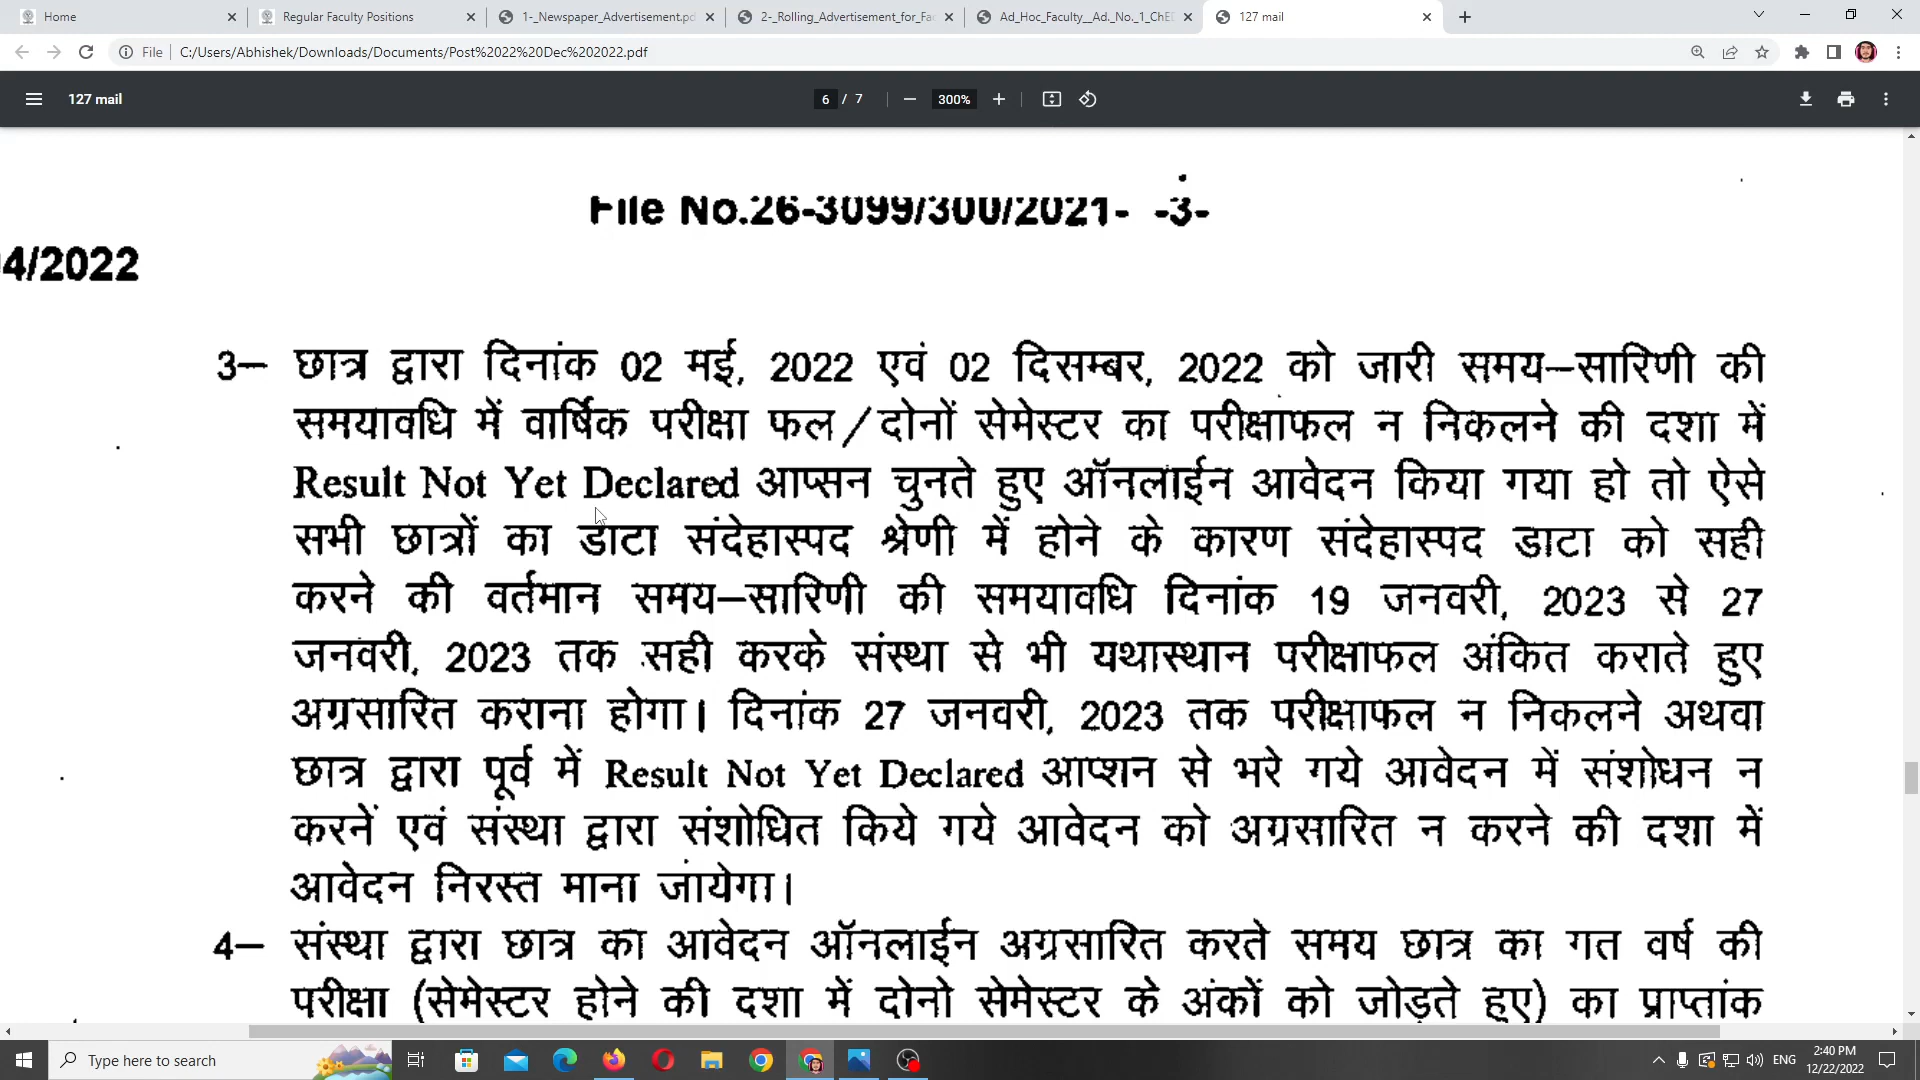 Home
Regular Faculty Positions
1-_Newspaper_Advertisement.pd
2-_Rolling_Advertisement_for_Fac
Ad_Hoc_Faculty__Ad._No._1_ChED
127 mail
File
C:/Users/Abhishek/Downloads/Documents/Post%2022%20Dec%202022.pdf
127 mail
6 / 7
300%
File No.26-3099/300/2021- -3-
04/2022
3– छात्र द्वारा दिनांक 02 मई, 2022 एवं 02 दिसम्बर, 2022 को जारी समय–सारिणी की
समयावधि में वार्षिक परीक्षा फल/दोनों सेमेस्टर का परीक्षाफल न निकलने की दशा में
Result Not Yet Declared आप्सन चुनते हुए ऑनलाईन आवेदन किया गया हो तो ऐसे
सभी छात्रों का डाटा संदेहास्पद श्रेणी में होने के कारण संदेहास्पद डाटा को सही
करने की वर्तमान समय–सारिणी की समयावधि दिनांक 19 जनवरी, 2023 से 27
जनवरी, 2023 तक सही करके संस्था से भी यथास्थान परीक्षाफल अंकित कराते हुए
अग्रसारित कराना होगा। दिनांक 27 जनवरी, 2023 तक परीक्षाफल न निकलने अथवा
छात्र द्वारा पूर्व में Result Not Yet Declared आप्शन से भरे गये आवेदन में संशोधन न
करनें एवं संस्था द्वारा संशोधित किये गये आवेदन को अग्रसारित न करने की दशा में
आवेदन निरस्त माना जायेगा।
4– संस्था द्वारा छात्र का आवेदन ऑनलाईन अग्रसारित करते समय छात्र का गत वर्ष की
परीक्षा (सेमेस्टर होने की दशा में दोनो सेमेस्टर के अंकों को जोड़ते हुए) का प्राप्तांक
Type here to search
ENG
2:40 PM
12/22/2022